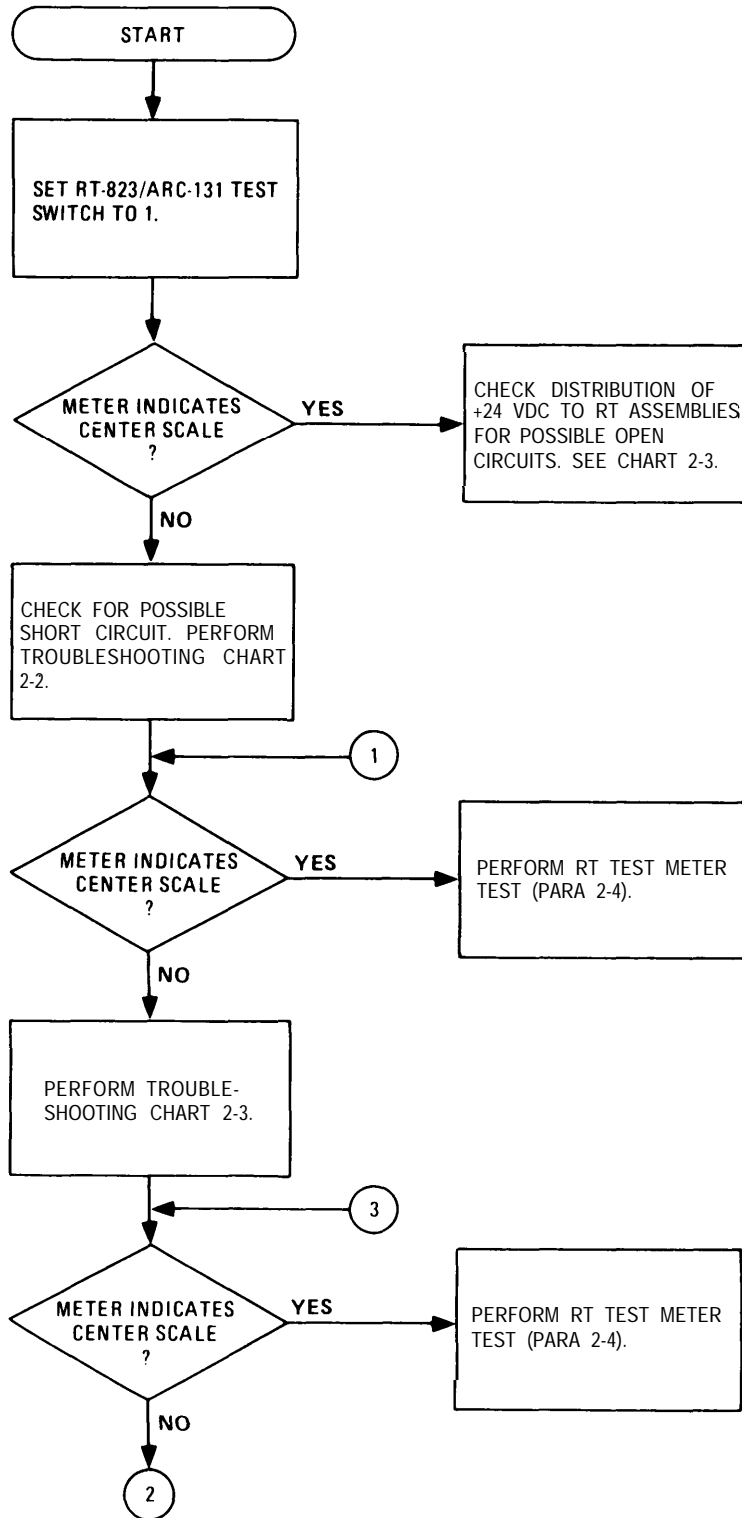 START
SET RT-823/ARC-131 TEST
SWITCH TO 1.
METER INDICATES
CENTER SCALE
?
YES
CHECK DISTRIBUTION OF
+24 VDC TO RT ASSEMBLIES
FOR POSSIBLE OPEN
CIRCUITS. SEE CHART 2-3.
NO
CHECK FOR POSSIBLE
SHORT CIRCUIT. PERFORM
TROUBLESHOOTING CHART
2-2.
1
METER INDICATES
CENTER SCALE
?
YES
PERFORM RT TEST METER
TEST (PARA 2-4).
NO
PERFORM TROUBLE-
SHOOTING CHART 2-3.
3
METER INDICATES
CENTER SCALE
?
YES
PERFORM RT TEST METER
TEST (PARA 2-4).
NO
2